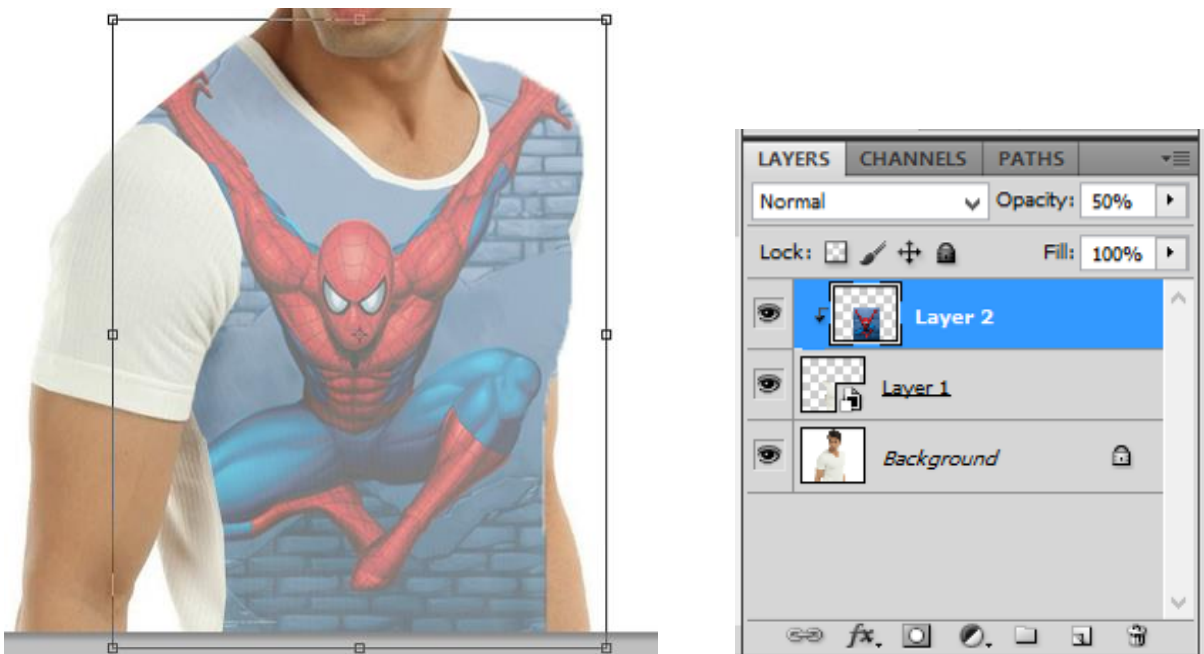 LAYERS CHANNELS PATHS
Normal Opacity: 50%
Lock: Fill: 100%
Layer 2
Layer 1
Background